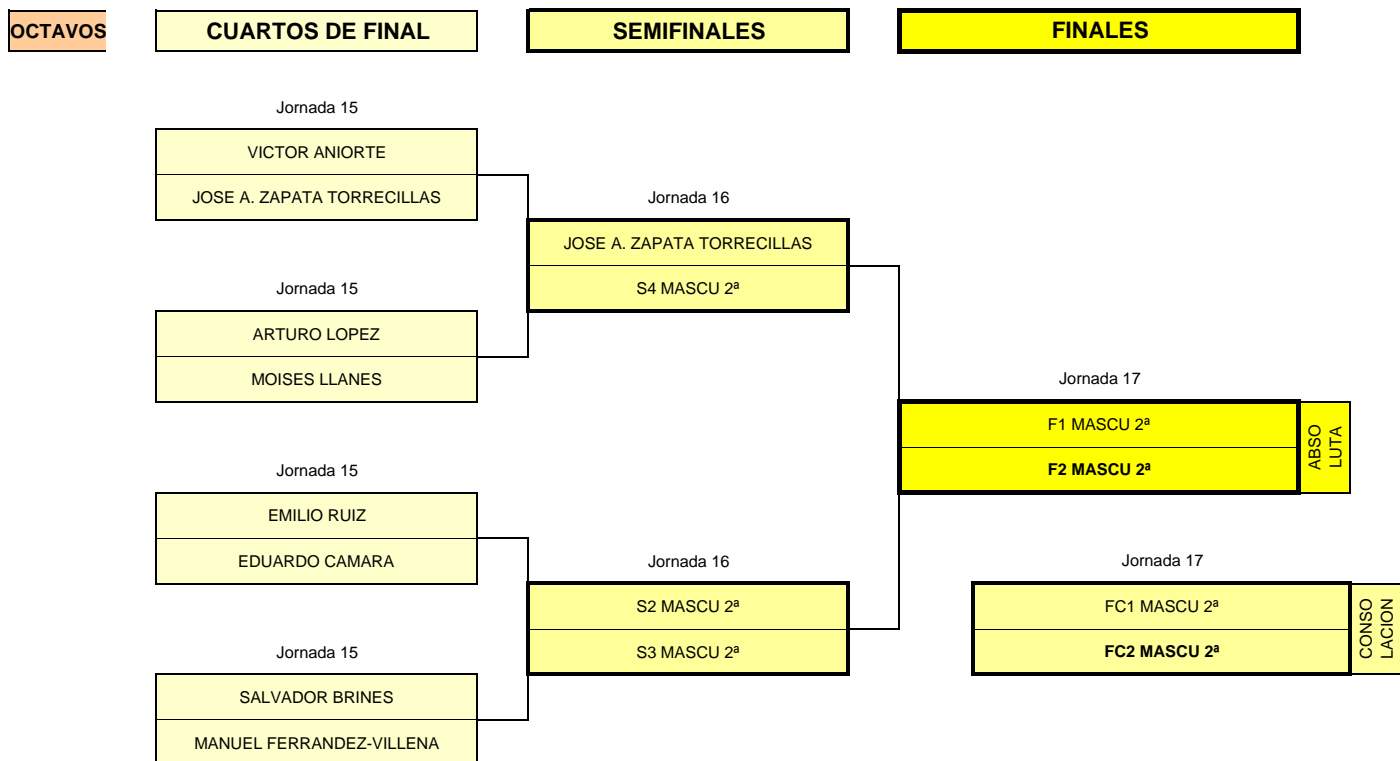 OCTAVOS
CUARTOS DE FINAL
SEMIFINALES
FINALES
Jornada 15
VICTOR ANIORTE
JOSE A. ZAPATA TORRECILLAS
Jornada 16
JOSE A. ZAPATA TORRECILLAS
S4 MASCU 2ª
Jornada 15
ARTURO LOPEZ
MOISES LLANES
Jornada 17
F1 MASCU 2ª
F2 MASCU 2ª
ABSO
LUTA
Jornada 15
EMILIO RUIZ
EDUARDO CAMARA
Jornada 16
S2 MASCU 2ª
S3 MASCU 2ª
Jornada 17
FC1 MASCU 2ª
FC2 MASCU 2ª
CONSO
LACION
Jornada 15
SALVADOR BRINES
MANUEL FERRANDEZ-VILLENA